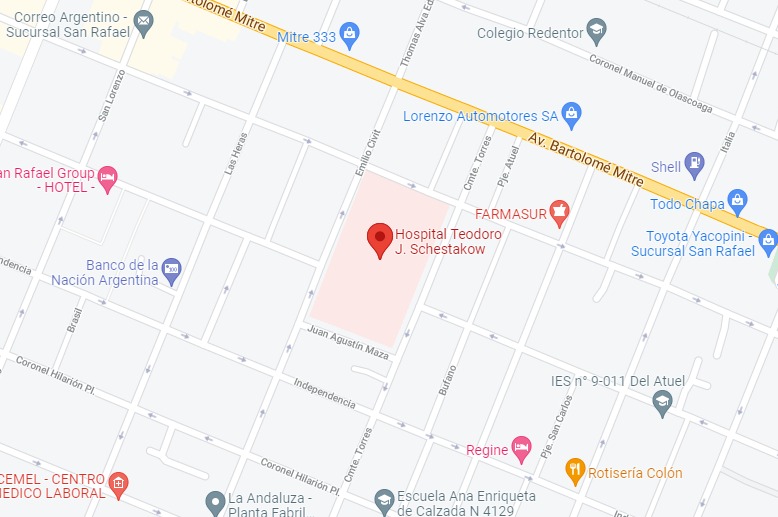 Correo Argentino -
Sucursal San Rafael
olomé Mitre
Mitre 333
Thomas Alva Ed
Colegio Redentor
Coronel Manuel de Olascoaga
San Lorenzo
Las Heras
Emilio Civit
Lorenzo Automotores SA
Av. Bartolomé Mitre
Italia
Cmte. Torres
Pje. Atuel
Shell
an Rafael Group
- HOTEL -
Todo Chapa
FARMASUR
Hospital Teodoro
J. Schestakow
Toyota Yacopini -
Sucursal San Rafael
Banco de la
Nación Argentina
ndencia
Brasil
Juan Agustín Maza
Coronel Hilarión Pl.
Independencia
Bufano
IES n° 9-011 Del Atuel
Pje. San Carlos
Cmte. Torres
Regine
Rotisería Colón
Coronel Hilarión Pl.
CEMEL - CENTRO
MEDICO LABORAL
La Andaluza -
Planta Fabril
Escuela Ana Enriqueta
de Calzada N 4129
Inde